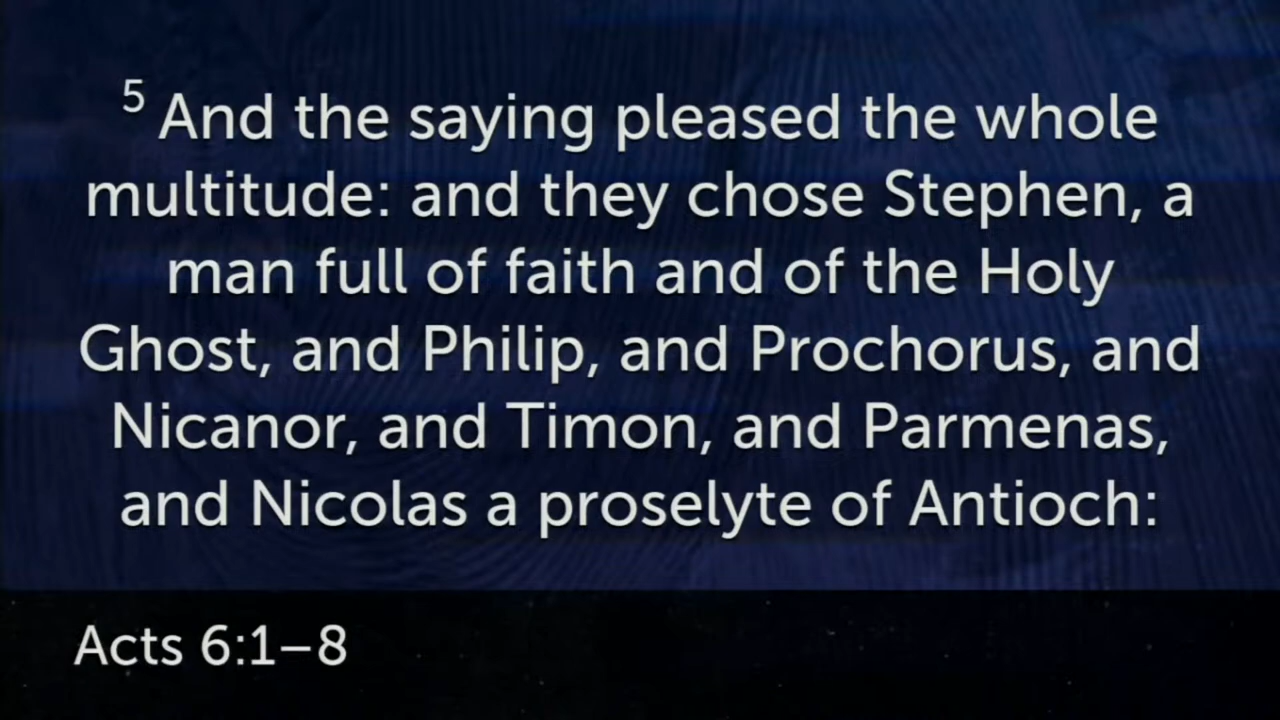 5 And the saying pleased the whole
multitude: and they chose Stephen, a
man full of faith and of the Holy
Ghost, and Philip, and Prochorus, and
Nicanor, and Timon, and Parmenas,
and Nicolas a proselyte of Antioch:
Acts 6:1–8